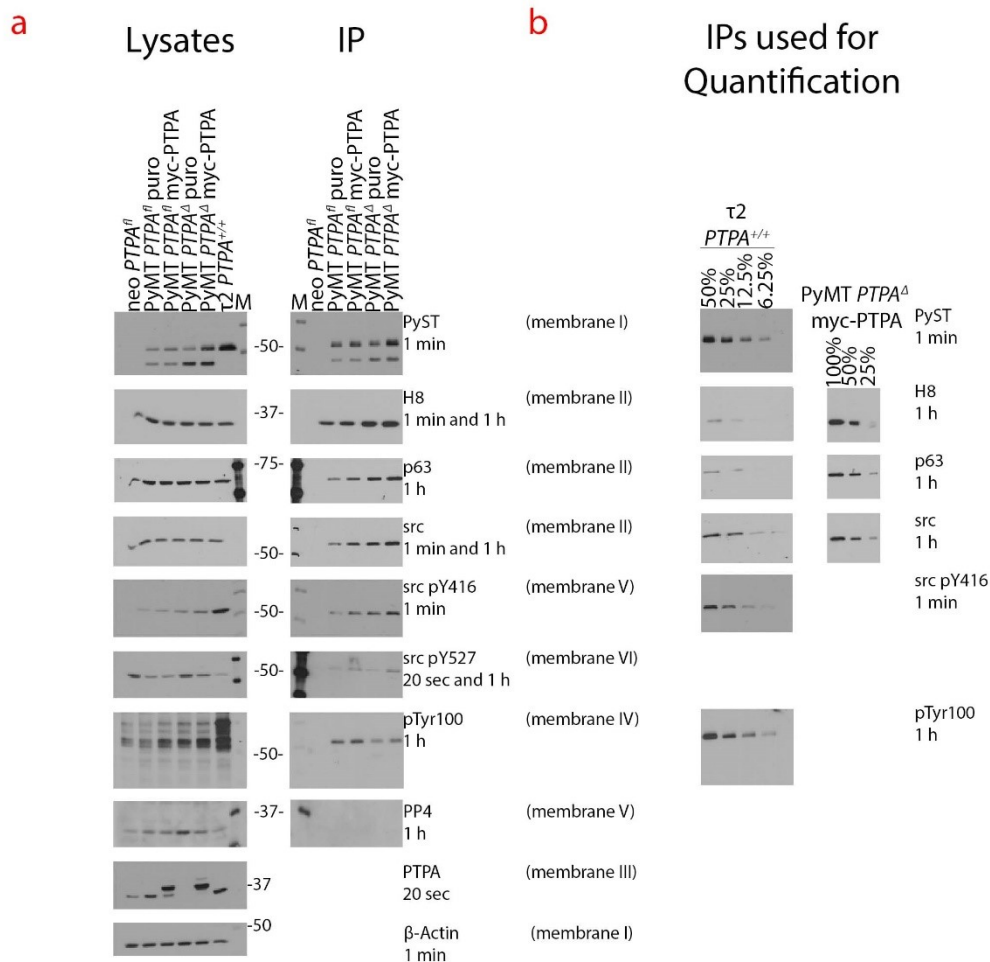 a
Lysates
IP
neo PTPAᶠˡ
PyMT PTPAᶠˡ puro
PyMT PTPAᶠˡ myc-PTPA
PyMT PTPAᐞ puro
PyMT PTPAᐞ myc-PTPA
τ2 PTPA⁺/⁺
M
M
neo PTPAᶠˡ
PyMT PTPAᶠˡ puro
PyMT PTPAᶠˡ myc-PTPA
PyMT PTPAᐞ puro
PyMT PTPAᐞ myc-PTPA
-50-
PyST
1 min
(membrane I)
-37-
H8
1 min and 1 h
(membrane II)
-75-
p63
1 h
(membrane II)
-50-
src
1 min and 1 h
(membrane II)
-50-
src pY416
1 min
(membrane V)
-50-
src pY527
20 sec and 1 h
(membrane VI)
-50-
pTyr100
1 h
(membrane IV)
-37-
PP4
1 h
(membrane V)
-37
PTPA
20 sec
(membrane III)
-50
β-Actin
1 min
(membrane I)
b
IPs used for
Quantification
τ2
PTPA⁺/⁺
50%
25%
12.5%
6.25%
PyMT PTPAᐞ
myc-PTPA
100%
50%
25%
PyST
1 min
H8
1 h
p63
1 h
src
1 h
src pY416
1 min
pTyr100
1 h